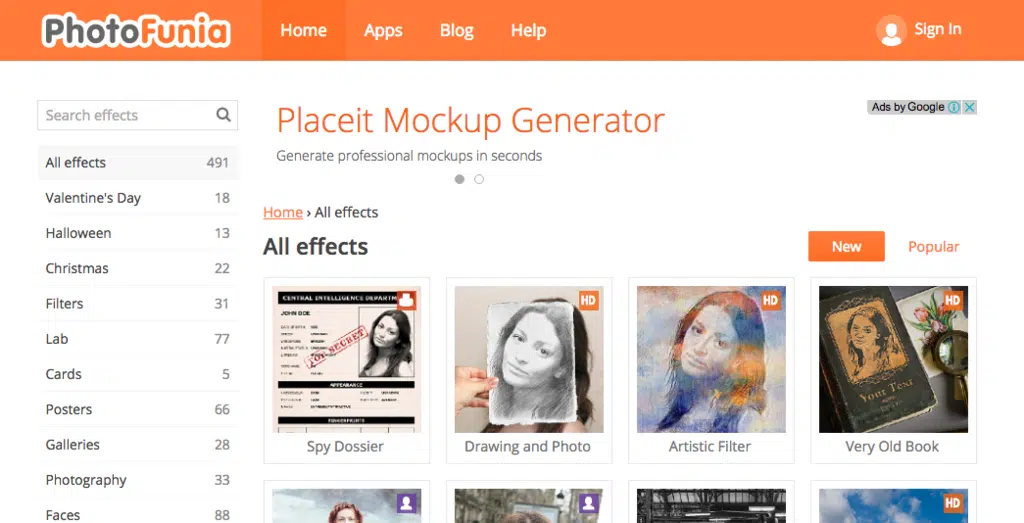 PhotoFunia
Home
Apps
Blog
Help
Sign In
Search effects
All effects 491
Valentine's Day 18
Halloween 13
Christmas 22
Filters 31
Lab 77
Cards 5
Posters 66
Galleries 28
Photography 33
Faces 88
Placeit Mockup Generator
Generate professional mockups in seconds
Ads by Google
Home › All effects
All effects
New
Popular
CENTRAL INTELLIGENCE DEPARTM
JOHN DOE
TOP SECRET
APPEARANCE
FINGERPRINTS
Spy Dossier
HD
Drawing and Photo
HD
Artistic Filter
HD
Your Text
Very Old Book
HD